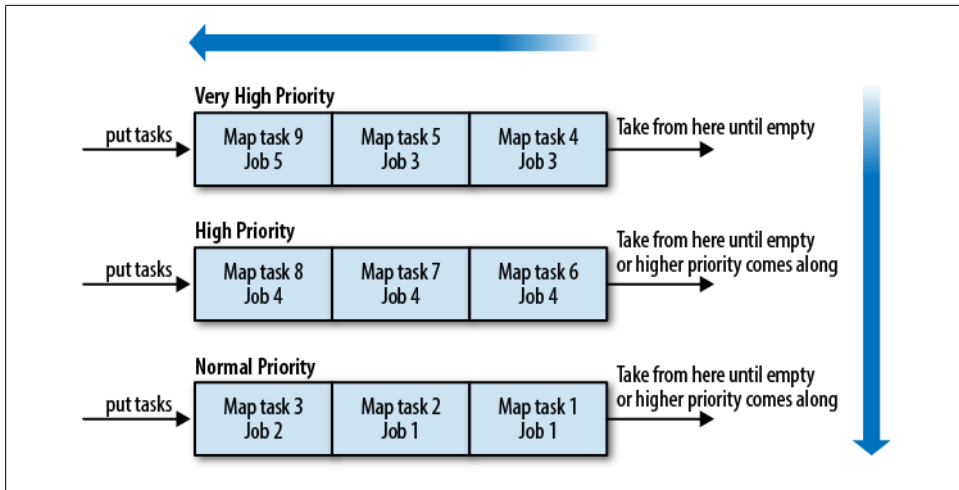 Very High Priority
put tasks
Map task 9
Job 5
Map task 5
Job 3
Map task 4
Job 3
Take from here until empty
High Priority
put tasks
Map task 8
Job 4
Map task 7
Job 4
Map task 6
Job 4
Take from here until empty
or higher priority comes along
Normal Priority
put tasks
Map task 3
Job 2
Map task 2
Job 1
Map task 1
Job 1
Take from here until empty
or higher priority comes along